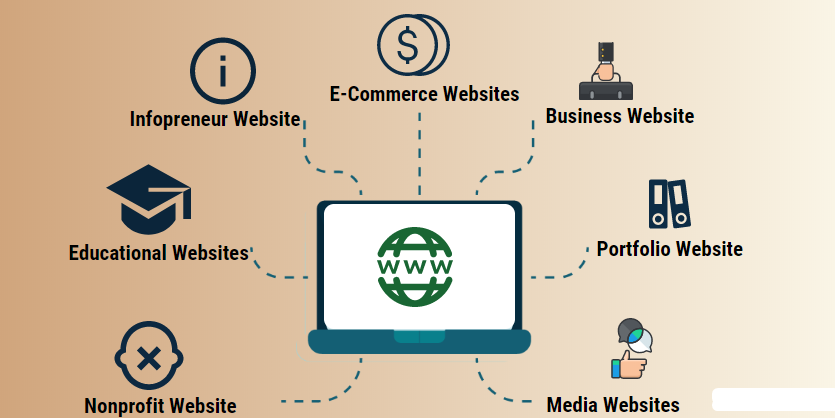 E-Commerce Websites
Infopreneur Website
Business Website
Educational Websites
Portfolio Website
WWW
Nonprofit Website
Media Websites